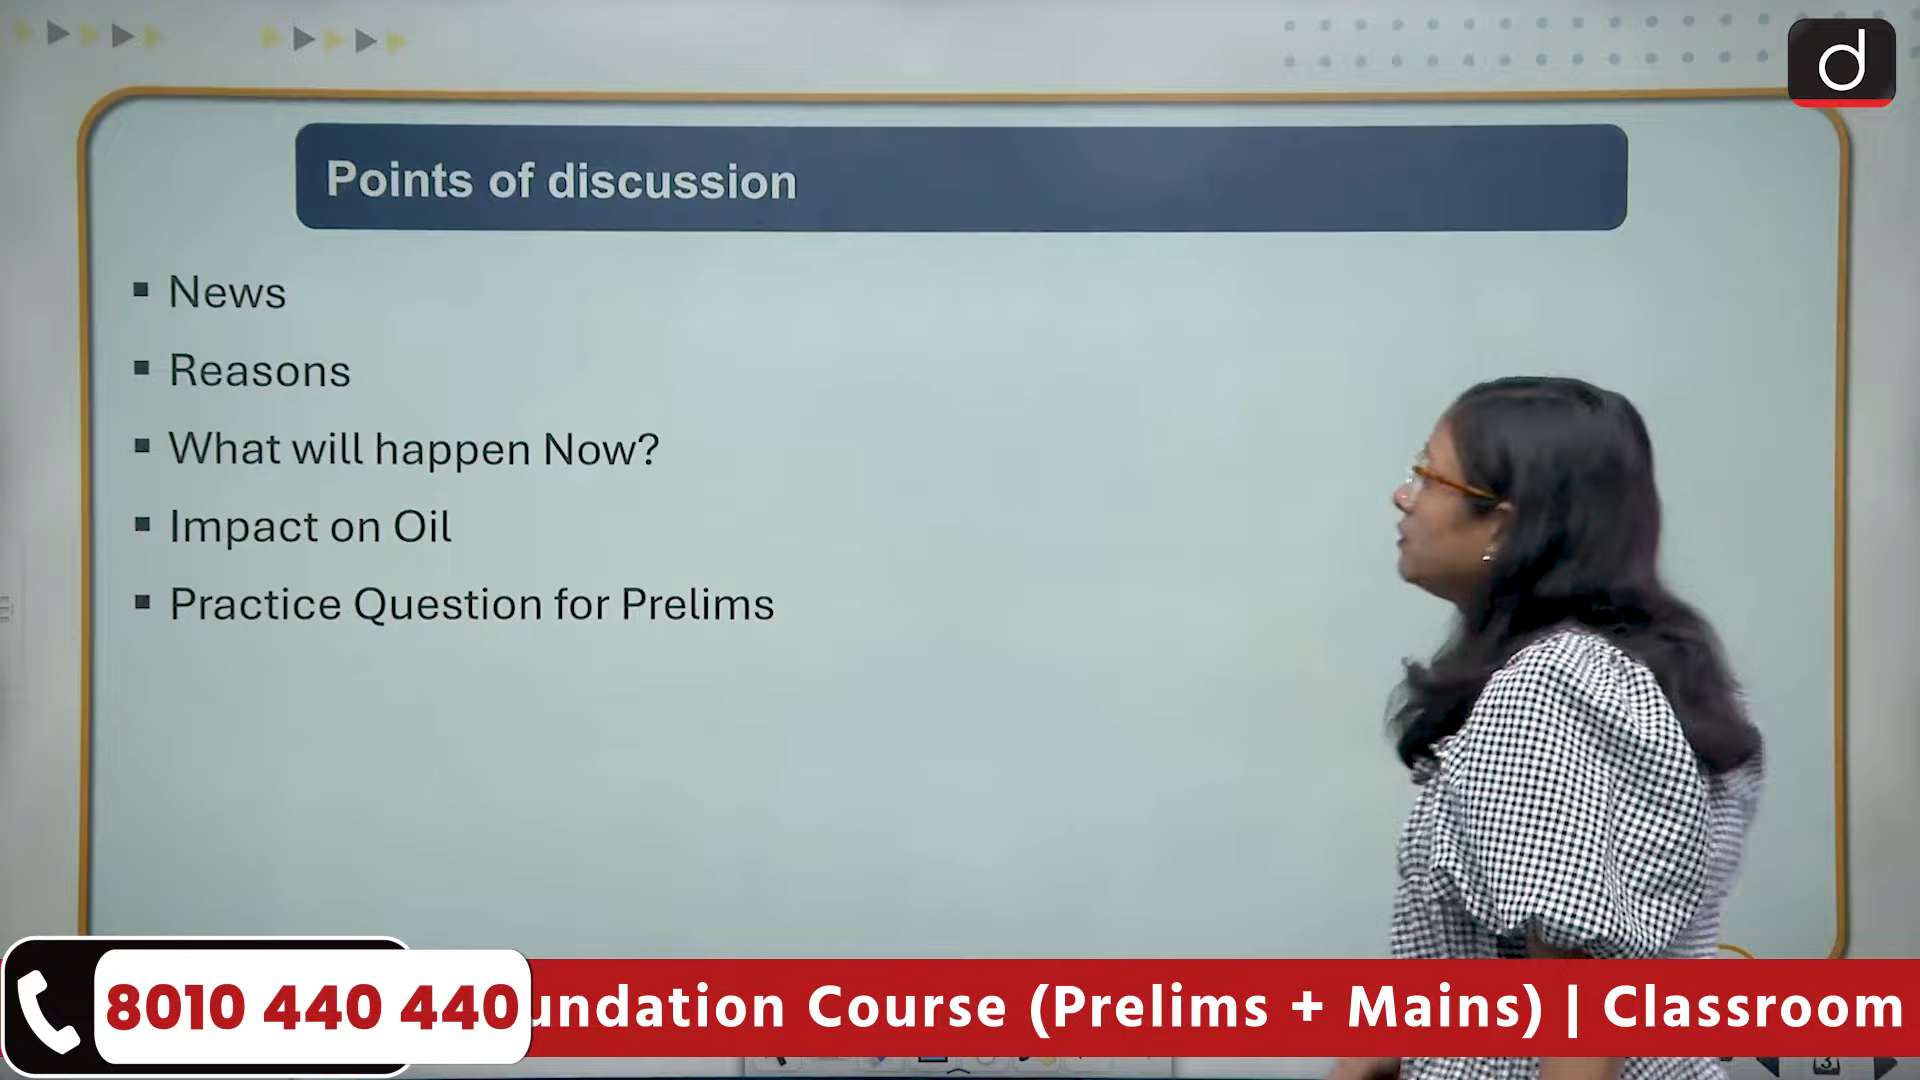 d
Points of discussion
▪ News
▪ Reasons
▪ What will happen Now?
▪ Impact on Oil
▪ Practice Question for Prelims
8010 440 440
undation Course (Prelims + Mains) | Classroom
3